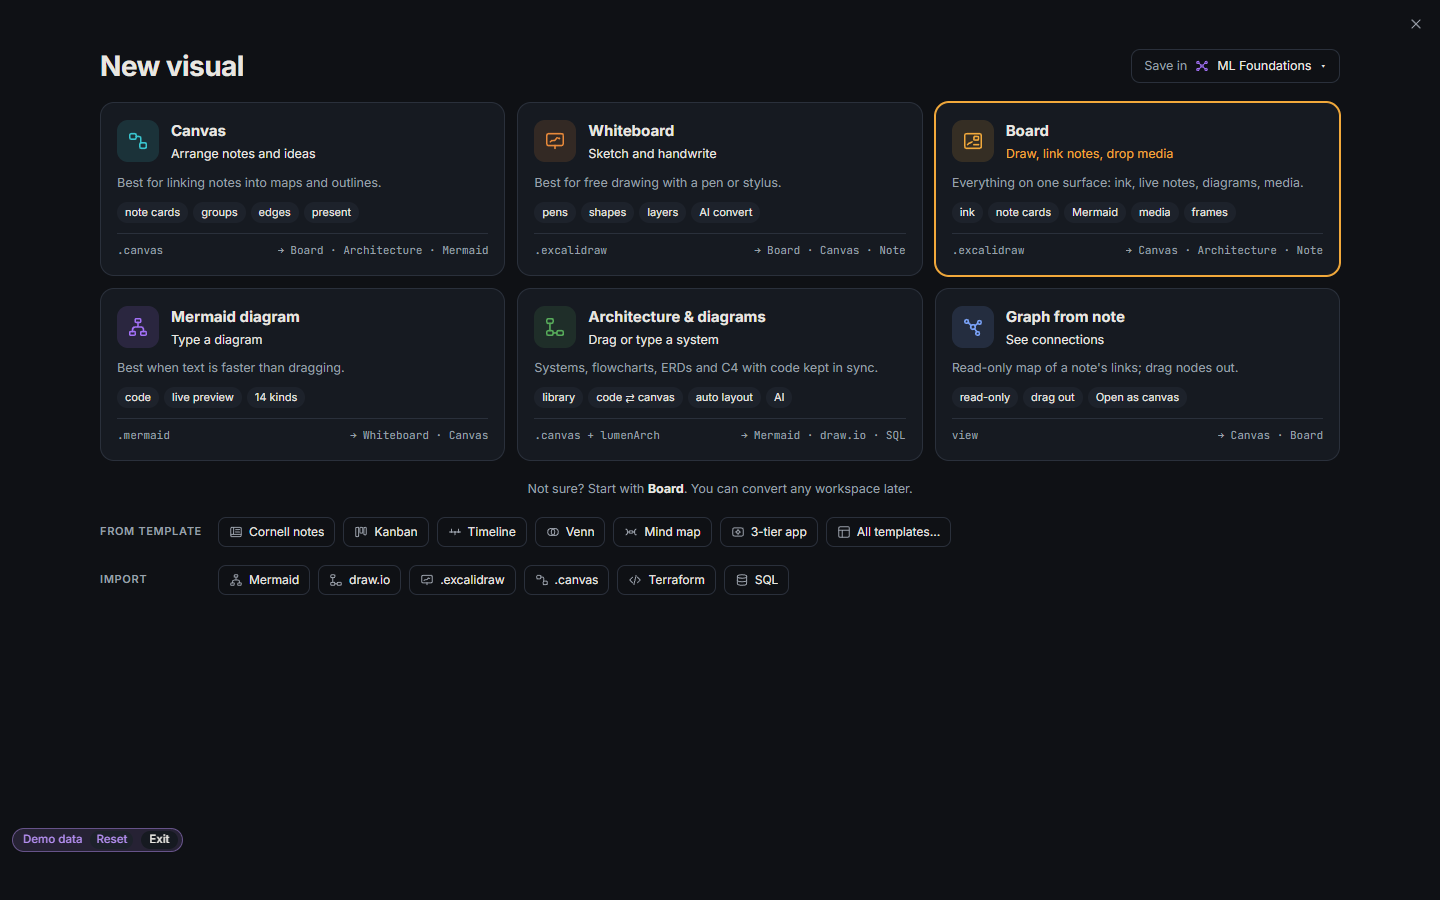 New visual
Save in ML Foundations
Canvas
Arrange notes and ideas
Best for linking notes into maps and outlines.
note cards groups edges present
.canvas → Board · Architecture · Mermaid
Whiteboard
Sketch and handwrite
Best for free drawing with a pen or stylus.
pens shapes layers AI convert
.excalidraw → Board · Canvas · Note
Board
Draw, link notes, drop media
Everything on one surface: ink, live notes, diagrams, media.
ink note cards Mermaid media frames
.excalidraw → Canvas · Architecture · Note
Mermaid diagram
Type a diagram
Best when text is faster than dragging.
code live preview 14 kinds
.mermaid → Whiteboard · Canvas
Architecture & diagrams
Drag or type a system
Systems, flowcharts, ERDs and C4 with code kept in sync.
library code ⇄ canvas auto layout AI
.canvas + lumenArch → Mermaid · draw.io · SQL
Graph from note
See connections
Read-only map of a note's links; drag nodes out.
read-only drag out Open as canvas
view → Canvas · Board
Not sure? Start with Board. You can convert any workspace later.
FROM TEMPLATE Cornell notes Kanban Timeline Venn Mind map 3-tier app All templates...
IMPORT Mermaid draw.io .excalidraw .canvas Terraform SQL
Demo data Reset Exit